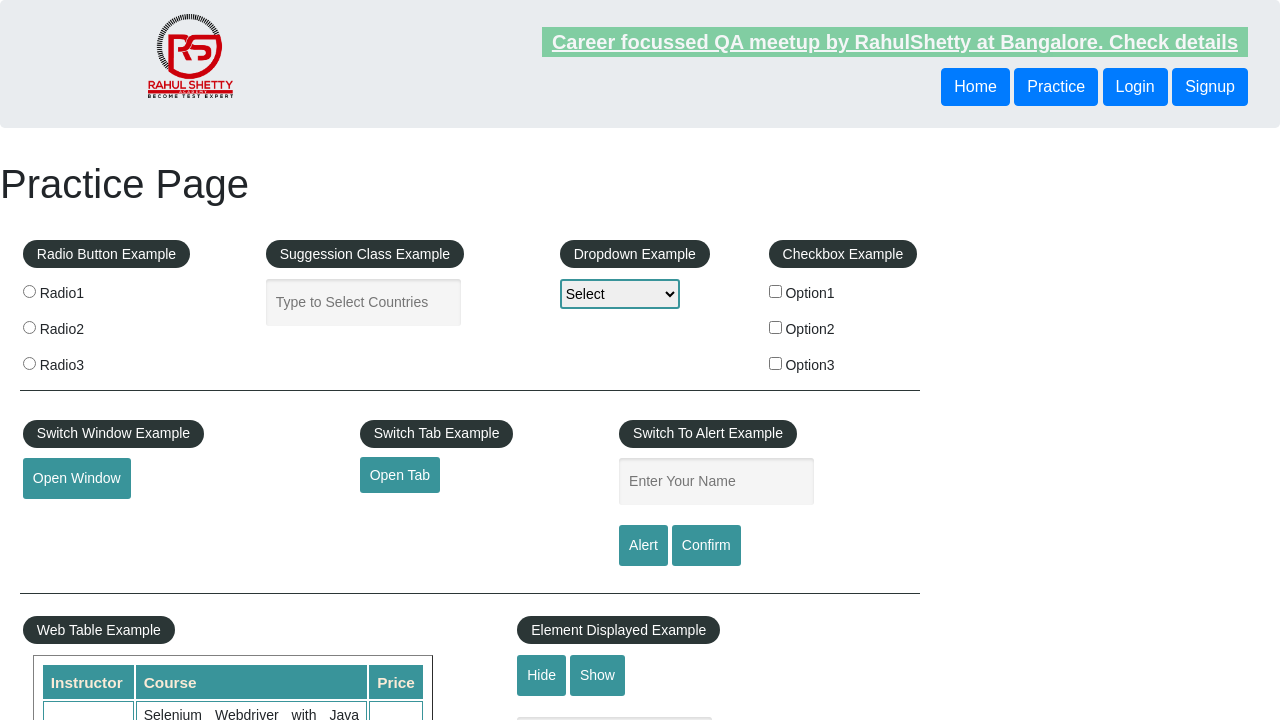 RAHUL SHETTY
ACADEMY
BECOME TEST EXPERT
Career focussed QA meetup by RahulShetty at Bangalore. Check details
Home Practice Login Signup
Practice Page
Radio Button Example
Radio1
Radio2
Radio3
Suggession Class Example
Type to Select Countries
Dropdown Example
Select
Checkbox Example
Option1
Option2
Option3
Switch Window Example
Open Window
Switch Tab Example
Open Tab
Switch To Alert Example
Enter Your Name
Alert Confirm
Web Table Example
Instructor Course Price
Selenium Webdriver with Java
Element Displayed Example
Hide Show